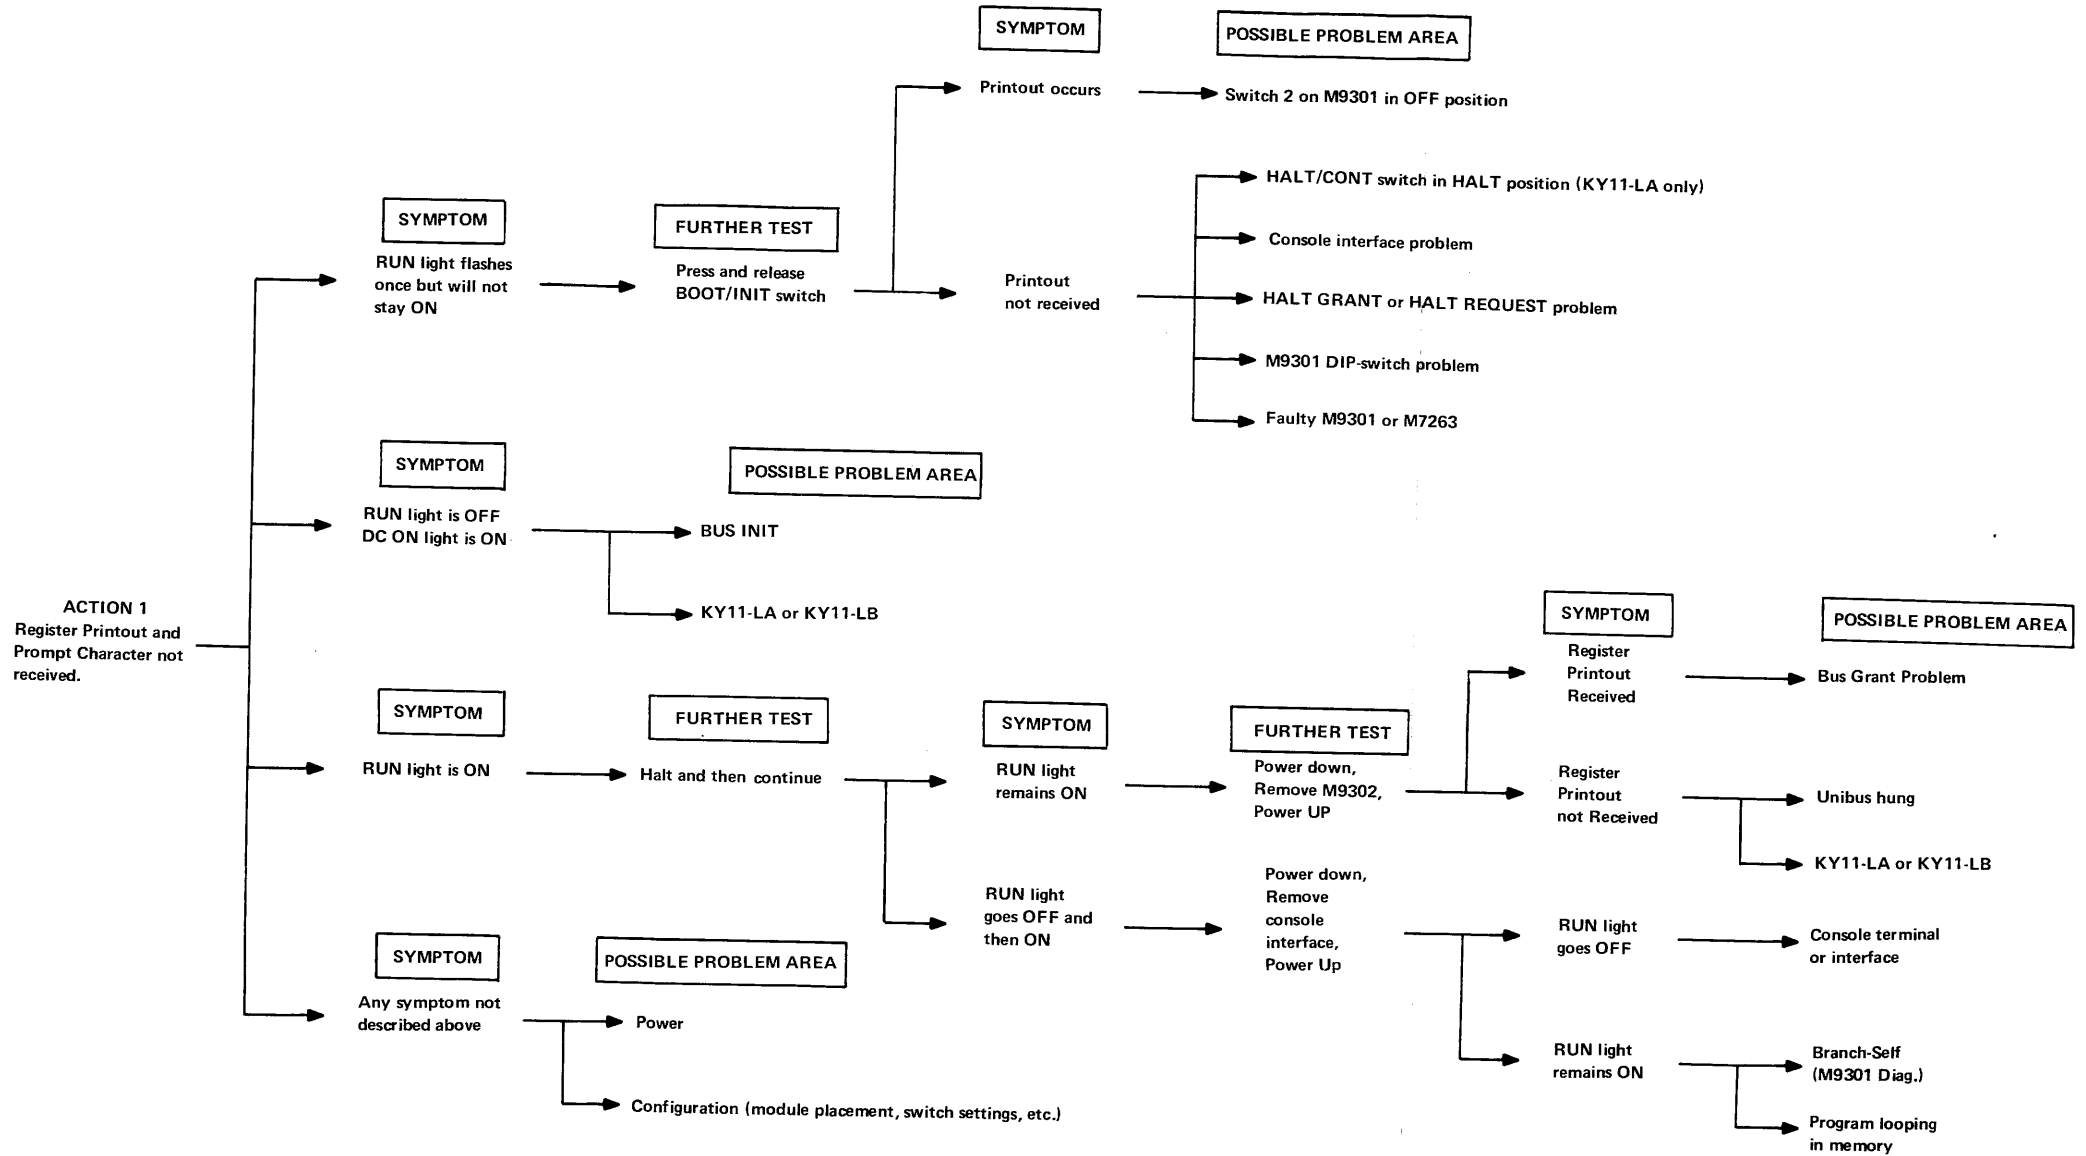 SYMPTOM
POSSIBLE PROBLEM AREA
Printout occurs
Switch 2 on M9301 in OFF position
HALT/CONT switch in HALT position (KY11-LA only)
SYMPTOM
FURTHER TEST
RUN light flashes
once but will not
stay ON
Press and release
BOOT/INIT switch
Printout
not received
Console interface problem
HALT GRANT or HALT REQUEST problem
M9301 DIP-switch problem
Faulty M9301 or M7263
SYMPTOM
POSSIBLE PROBLEM AREA
RUN light is OFF
DC ON light is ON
BUS INIT
KY11-LA or KY11-LB
ACTION 1
Register Printout and
Prompt Character not
received.
SYMPTOM
FURTHER TEST
RUN light is ON
Halt and then continue
SYMPTOM
RUN light
remains ON
FURTHER TEST
Power down,
Remove M9302,
Power UP
SYMPTOM
Register
Printout
Received
POSSIBLE PROBLEM AREA
Bus Grant Problem
Register
Printout
not Received
Unibus hung
KY11-LA or KY11-LB
RUN light
goes OFF and
then ON
Power down,
Remove
console
interface,
Power Up
RUN light
goes OFF
Console terminal
or interface
RUN light
remains ON
Branch-Self
(M9301 Diag.)
Program looping
in memory
SYMPTOM
POSSIBLE PROBLEM AREA
Any symptom not
described above
Power
Configuration (module placement, switch settings, etc.)